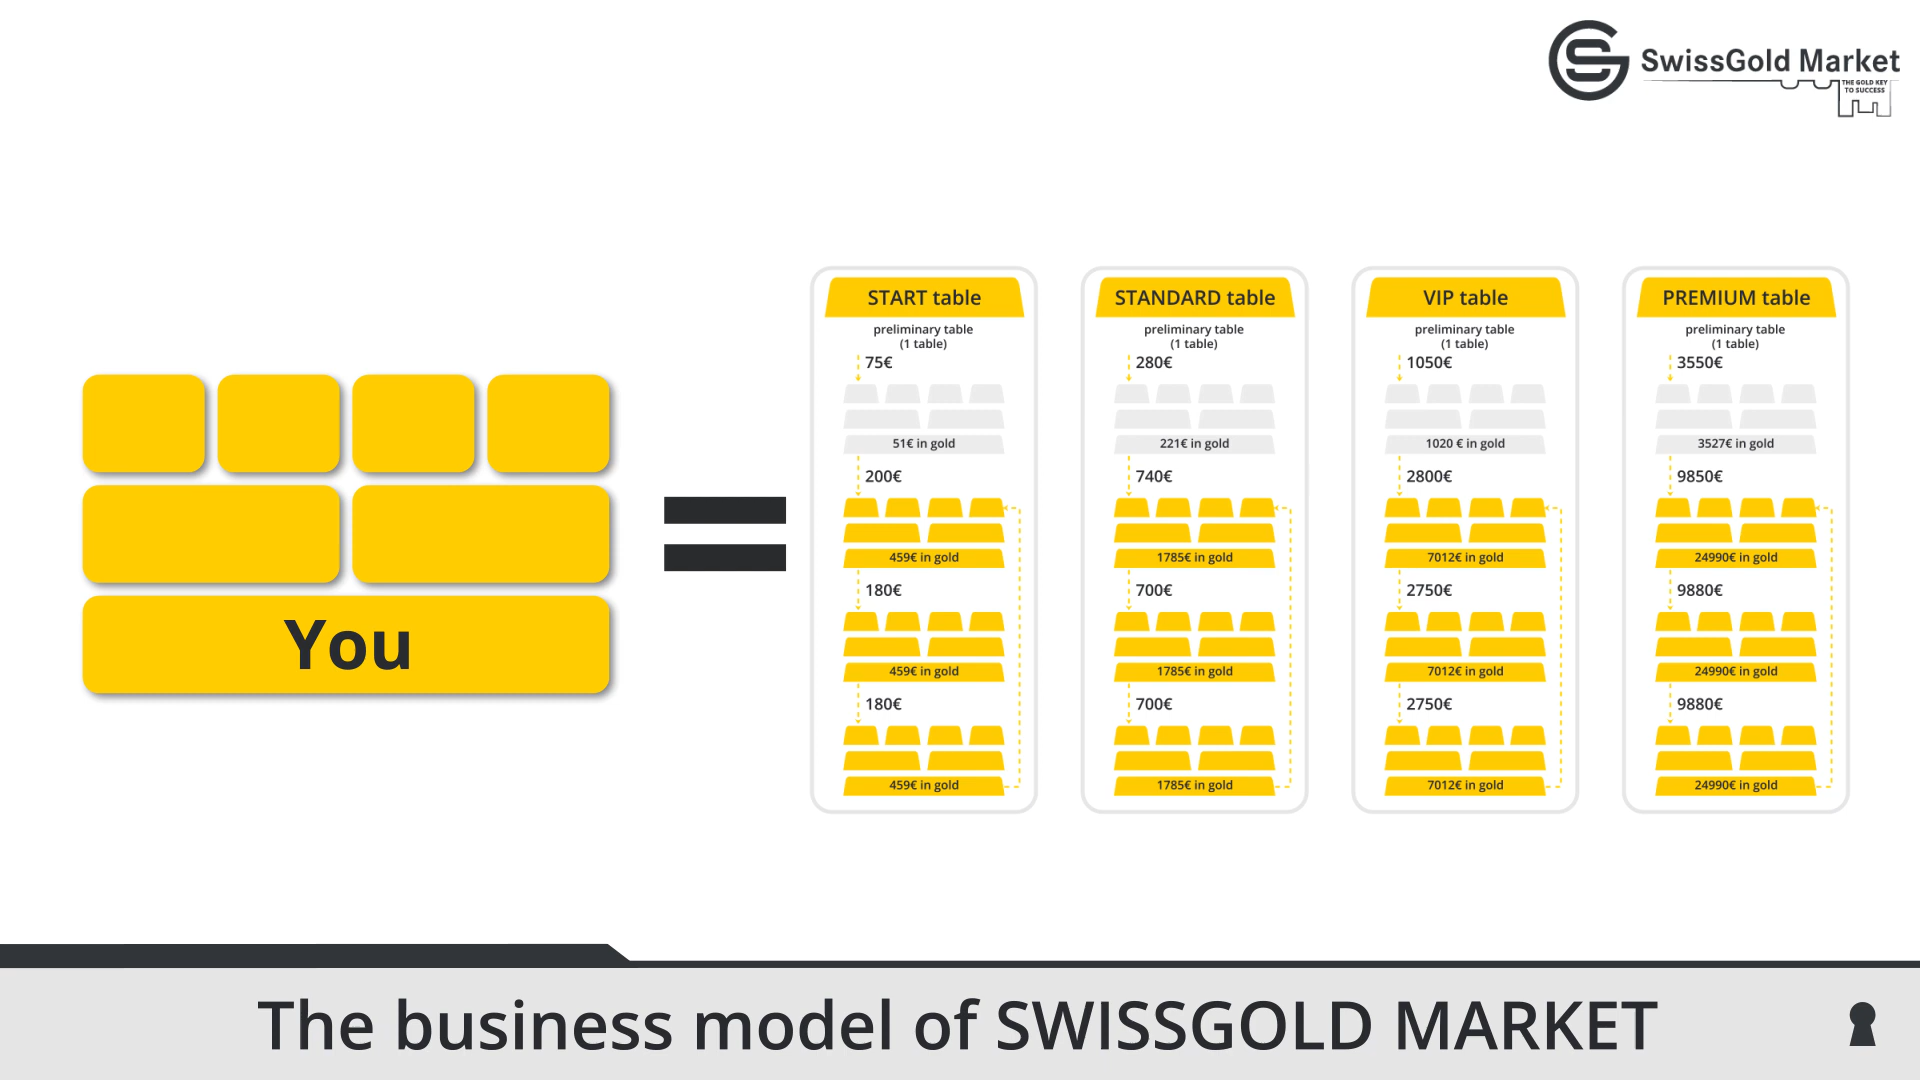 SwissGold Market
THE GOLD KEY
TO SUCCESS
You
START table
preliminary table
(1 table)
75€
51€ in gold
200€
459€ in gold
180€
459€ in gold
180€
459€ in gold
STANDARD table
preliminary table
(1 table)
280€
221€ in gold
740€
1785€ in gold
700€
1785€ in gold
700€
1785€ in gold
VIP table
preliminary table
(1 table)
1050€
1020 € in gold
2800€
7012€ in gold
2750€
7012€ in gold
2750€
7012€ in gold
PREMIUM table
preliminary table
(1 table)
3550€
3527€ in gold
9850€
24990€ in gold
9880€
24990€ in gold
9880€
24990€ in gold
The business model of SWISSGOLD MARKET